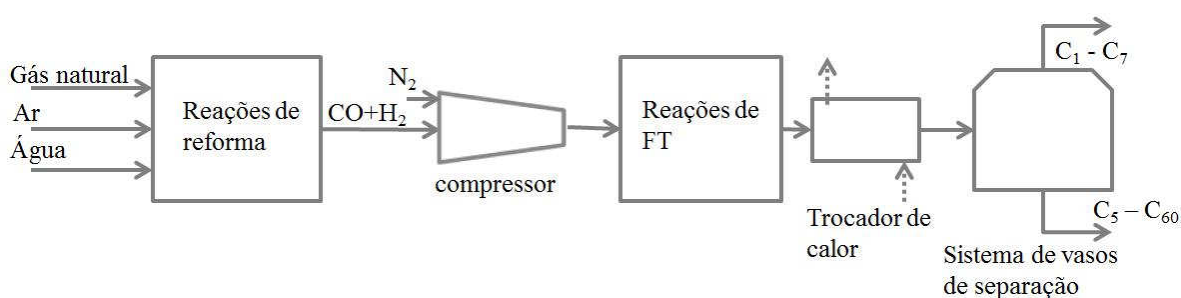 Gás natural
Ar
Água
Reações de
reforma
CO+H₂
N₂
compressor
Reações de
FT
Trocador de
calor
C₁ - C₇
C₅ – C₆₀
Sistema de vasos
de separação